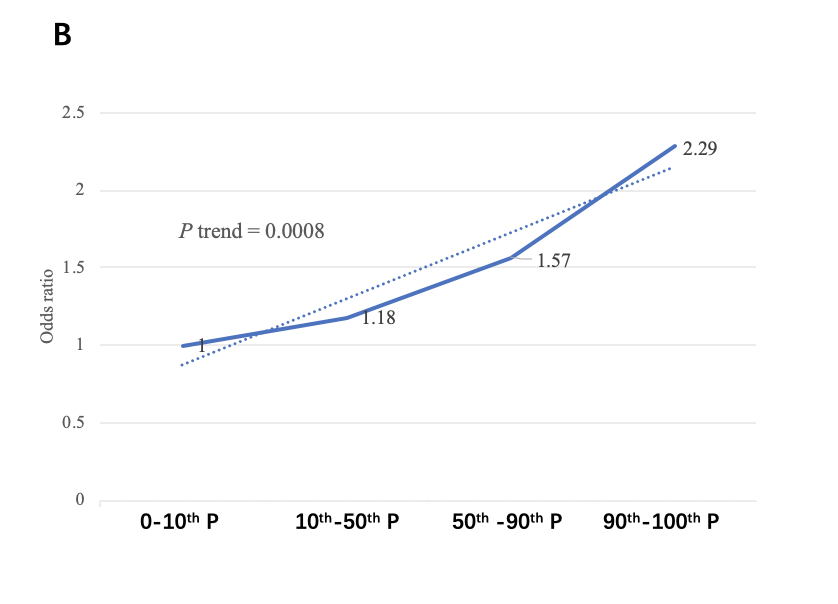 B
2.5
2
1.5
1
0.5
0
Odds ratio
P trend = 0.0008
1
1.18
1.57
2.29
0-10th P
10th-50th P
50th -90th P
90th-100th P